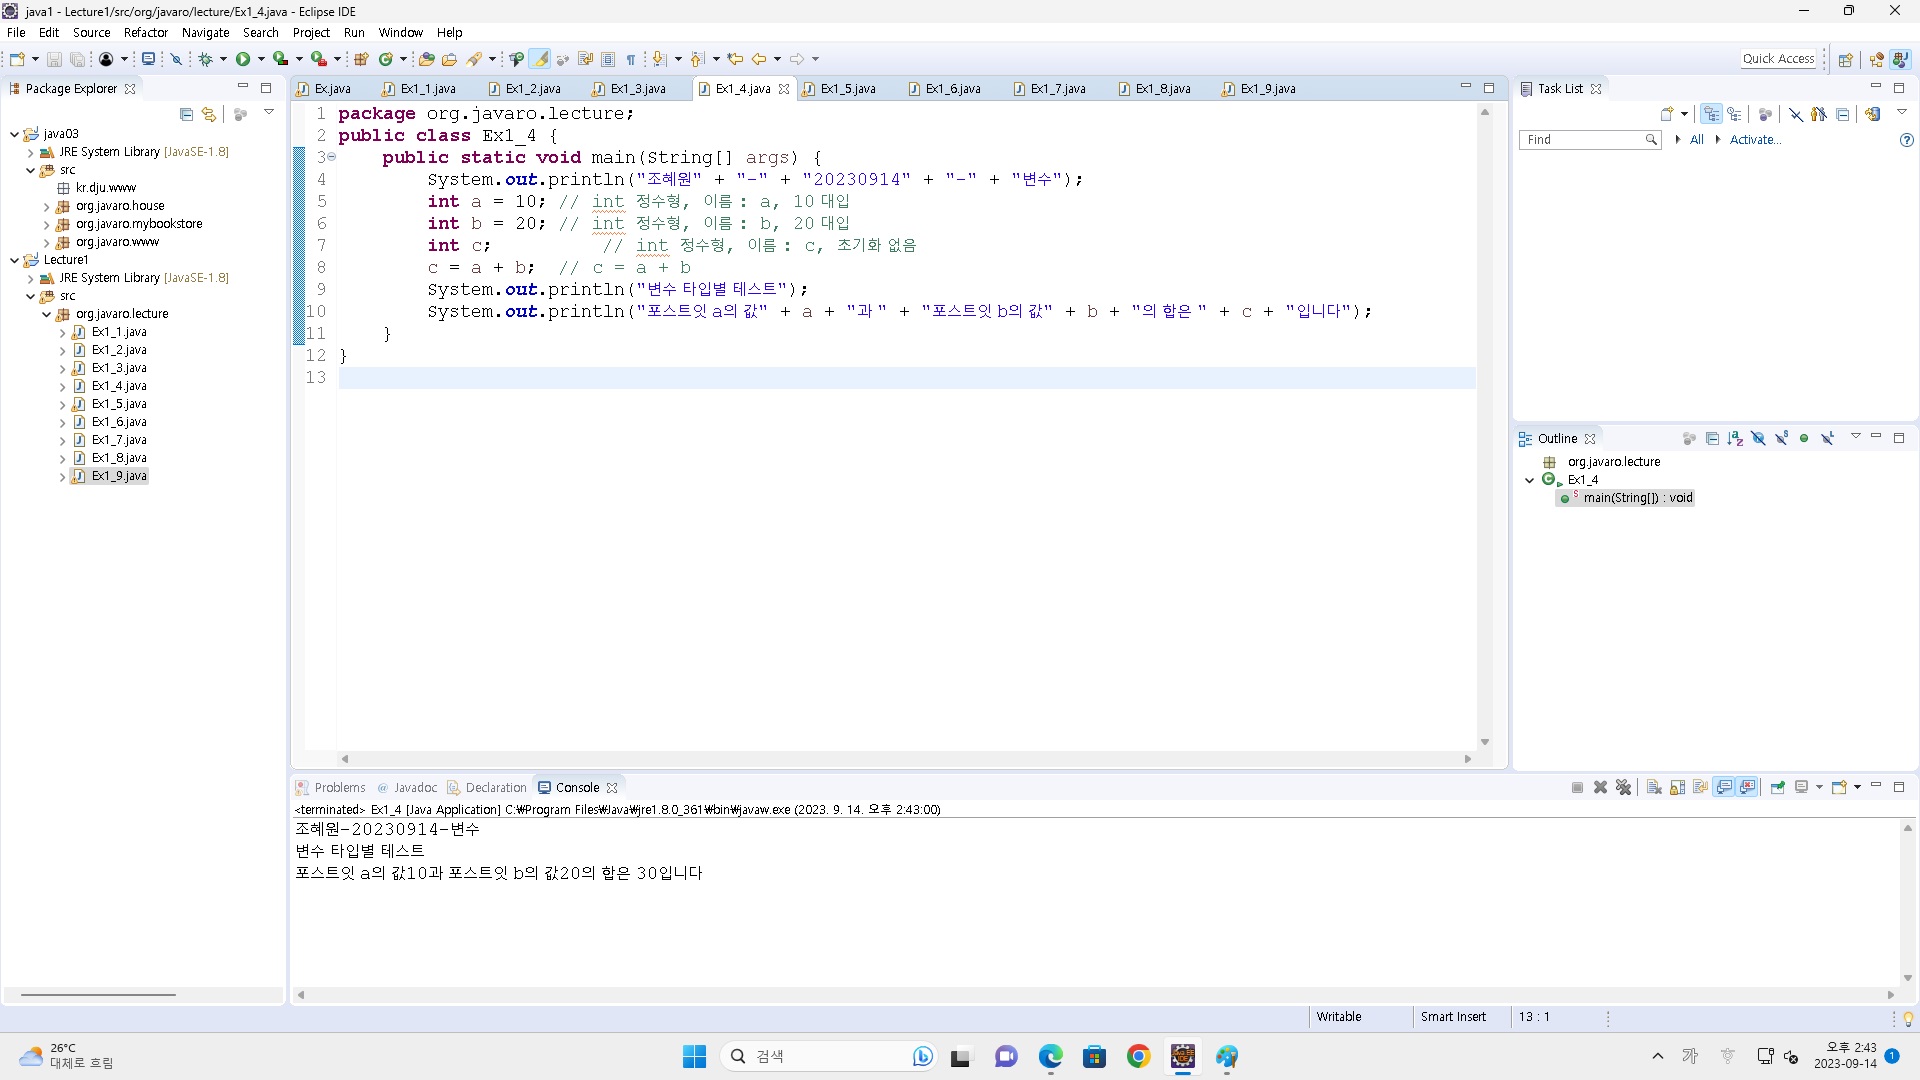 java1 - Lecture1/src/org/javaro/lecture/Ex1_4.java - Eclipse IDE
File Edit Source Refactor Navigate Search Project Run Window Help
Quick Access
Package Explorer
java03
JRE System Library [JavaSE-1.8]
src
kr.dju.www
org.javaro.house
org.javaro.mybookstore
org.javaro.www
Lecture1
JRE System Library [JavaSE-1.8]
src
org.javaro.lecture
Ex1_1.java
Ex1_2.java
Ex1_3.java
Ex1_4.java
Ex1_5.java
Ex1_6.java
Ex1_7.java
Ex1_8.java
Ex1_9.java
Ex.java Ex1_1.java Ex1_2.java Ex1_3.java Ex1_4.java Ex1_5.java Ex1_6.java Ex1_7.java Ex1_8.java Ex1_9.java
1 package org.javaro.lecture;
2 public class Ex1_4 {
3 public static void main(String[] args) {
4 System.out.println("조혜원" + "-" + "20230914" + "-" + "변수");
5 int a = 10; // int 정수형, 이름 : a, 10 대입
6 int b = 20; // int 정수형, 이름 : b, 20 대입
7 int c; // int 정수형, 이름 : c, 초기화 없음
8 c = a + b; // c = a + b
9 System.out.println("변수 타입별 테스트");
10 System.out.println("포스트잇 a의 값" + a + "과 " + "포스트잇 b의 값" + b + "의 합은 " + c + "입니다");
11 }
12 }
13
Task List
Find All Activate...
Outline
org.javaro.lecture
Ex1_4
main(String[]) : void
Problems Javadoc Declaration Console
<terminated> Ex1_4 [Java Application] C:₩Program Files₩Java₩jre1.8.0_361₩bin₩javaw.exe (2023. 9. 14. 오후 2:43:00)
조혜원-20230914-변수
변수 타입별 테스트
포스트잇 a의 값10과 포스트잇 b의 값20의 합은 30입니다
Writable Smart Insert 13 : 1
26°C
대체로 흐림
검색
가
오후 2:43
2023-09-14
1